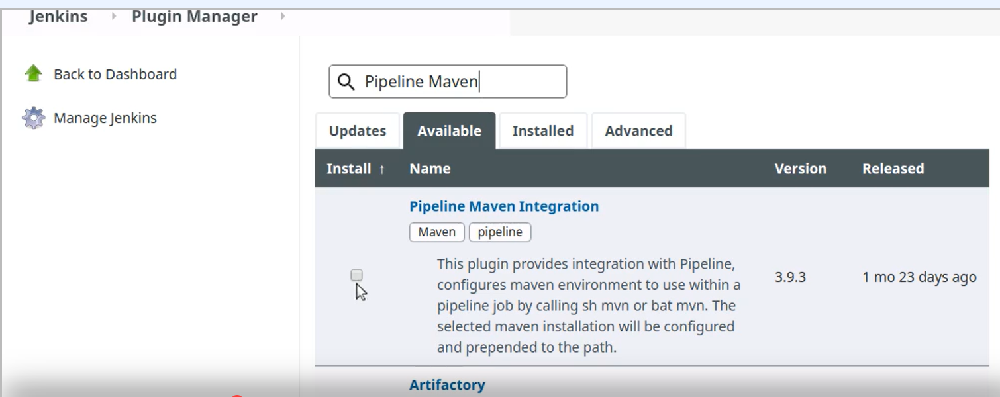 Jenkins Plugin Manager
Back to Dashboard
Manage Jenkins
Pipeline Maven
Updates Available Installed Advanced
Install ↑ Name Version Released
Pipeline Maven Integration
Maven pipeline
This plugin provides integration with Pipeline,
configures maven environment to use within a
pipeline job by calling sh mvn or bat mvn. The
selected maven installation will be configured
and prepended to the path.
3.9.3 1 mo 23 days ago
Artifactory